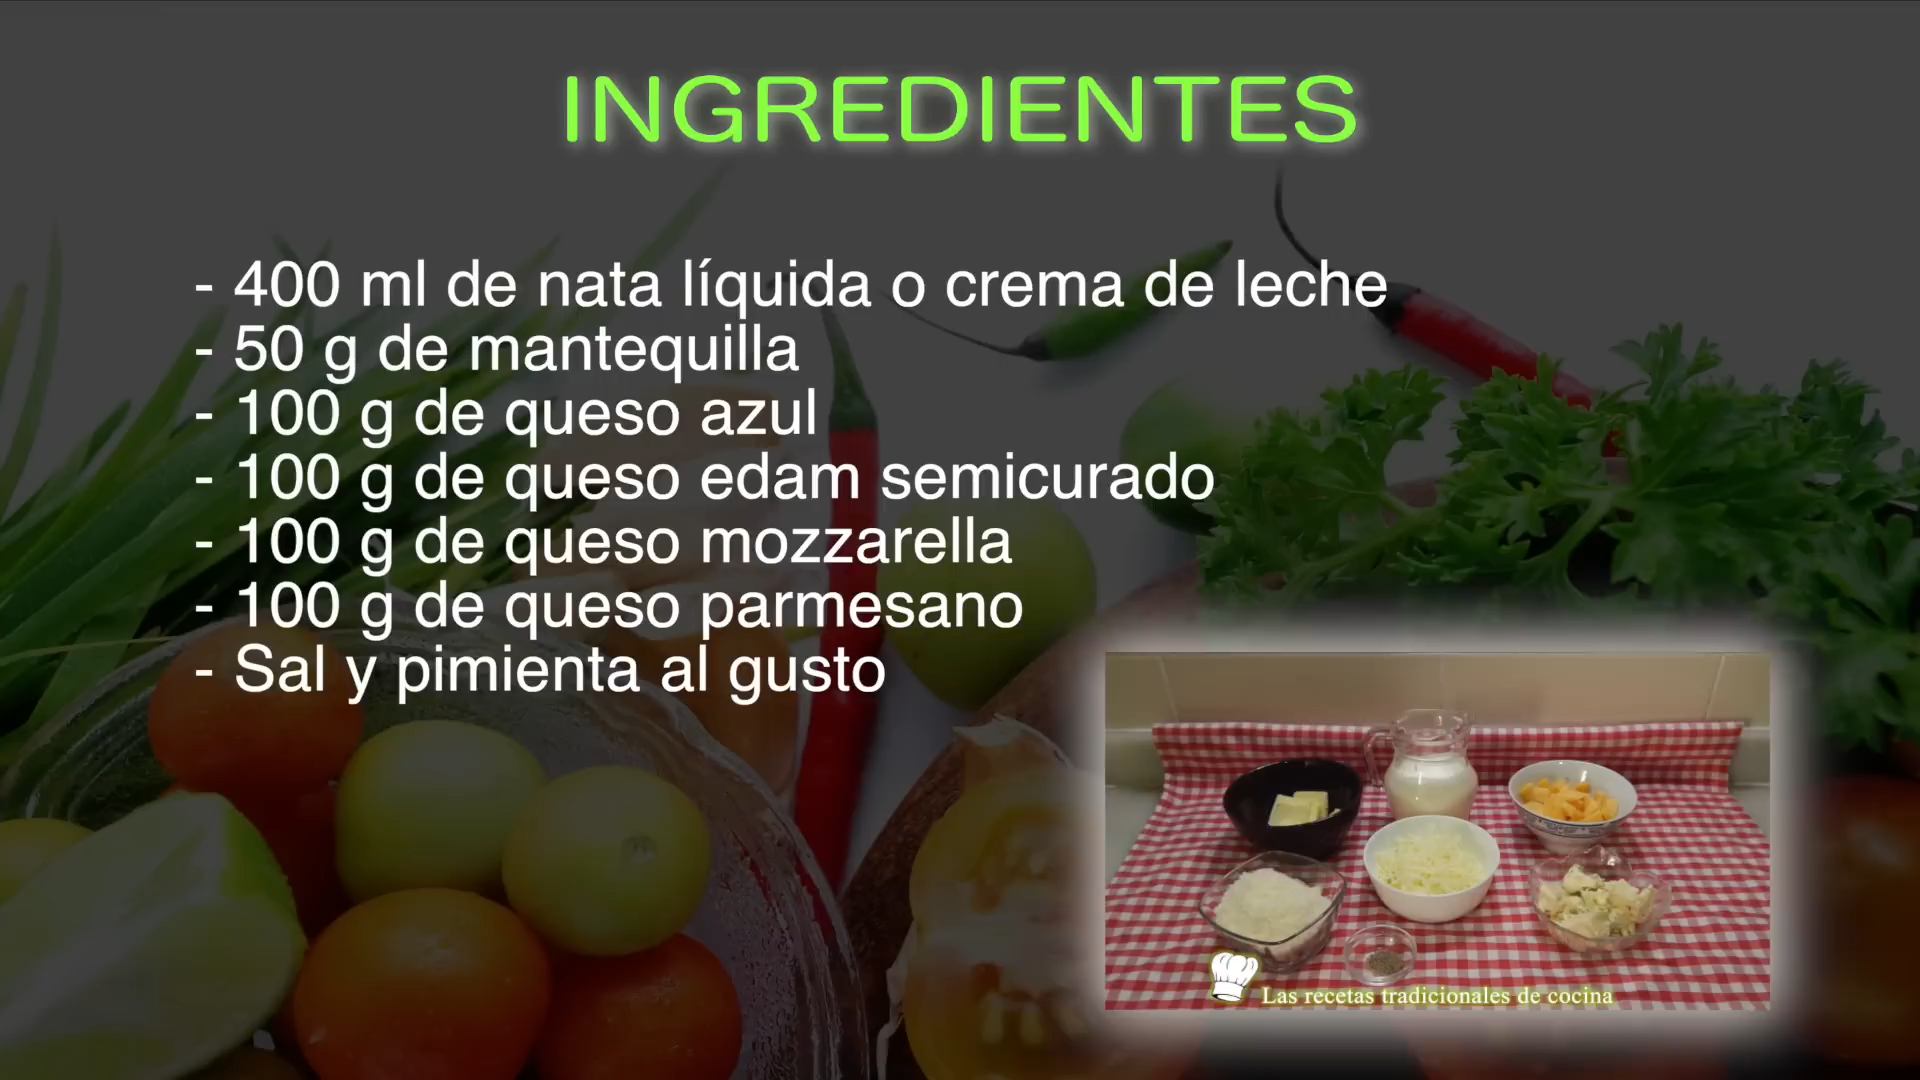 INGREDIENTES
- 400 ml de nata líquida o crema de leche
- 50 g de mantequilla
- 100 g de queso azul
- 100 g de queso edam semicurado
- 100 g de queso mozzarella
- 100 g de queso parmesano
- Sal y pimienta al gusto
Las recetas tradicionales de cocina